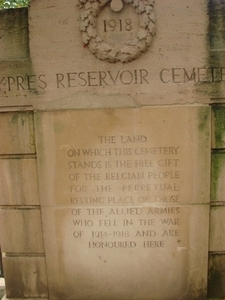 1918
YPRES RESERVOIR CEMET
THE LAND
ON WHICH THIS CEMETERY
STANDS IS THE FREE GIFT
OF THE BELGIAN PEOPLE
FOR THE PERPETUAL
RESTING PLACE OF THOSE
OF THE ALLIED ARMIES
WHO FELL IN THE WAR
OF 1914-1918 AND ARE
HONOURED HERE